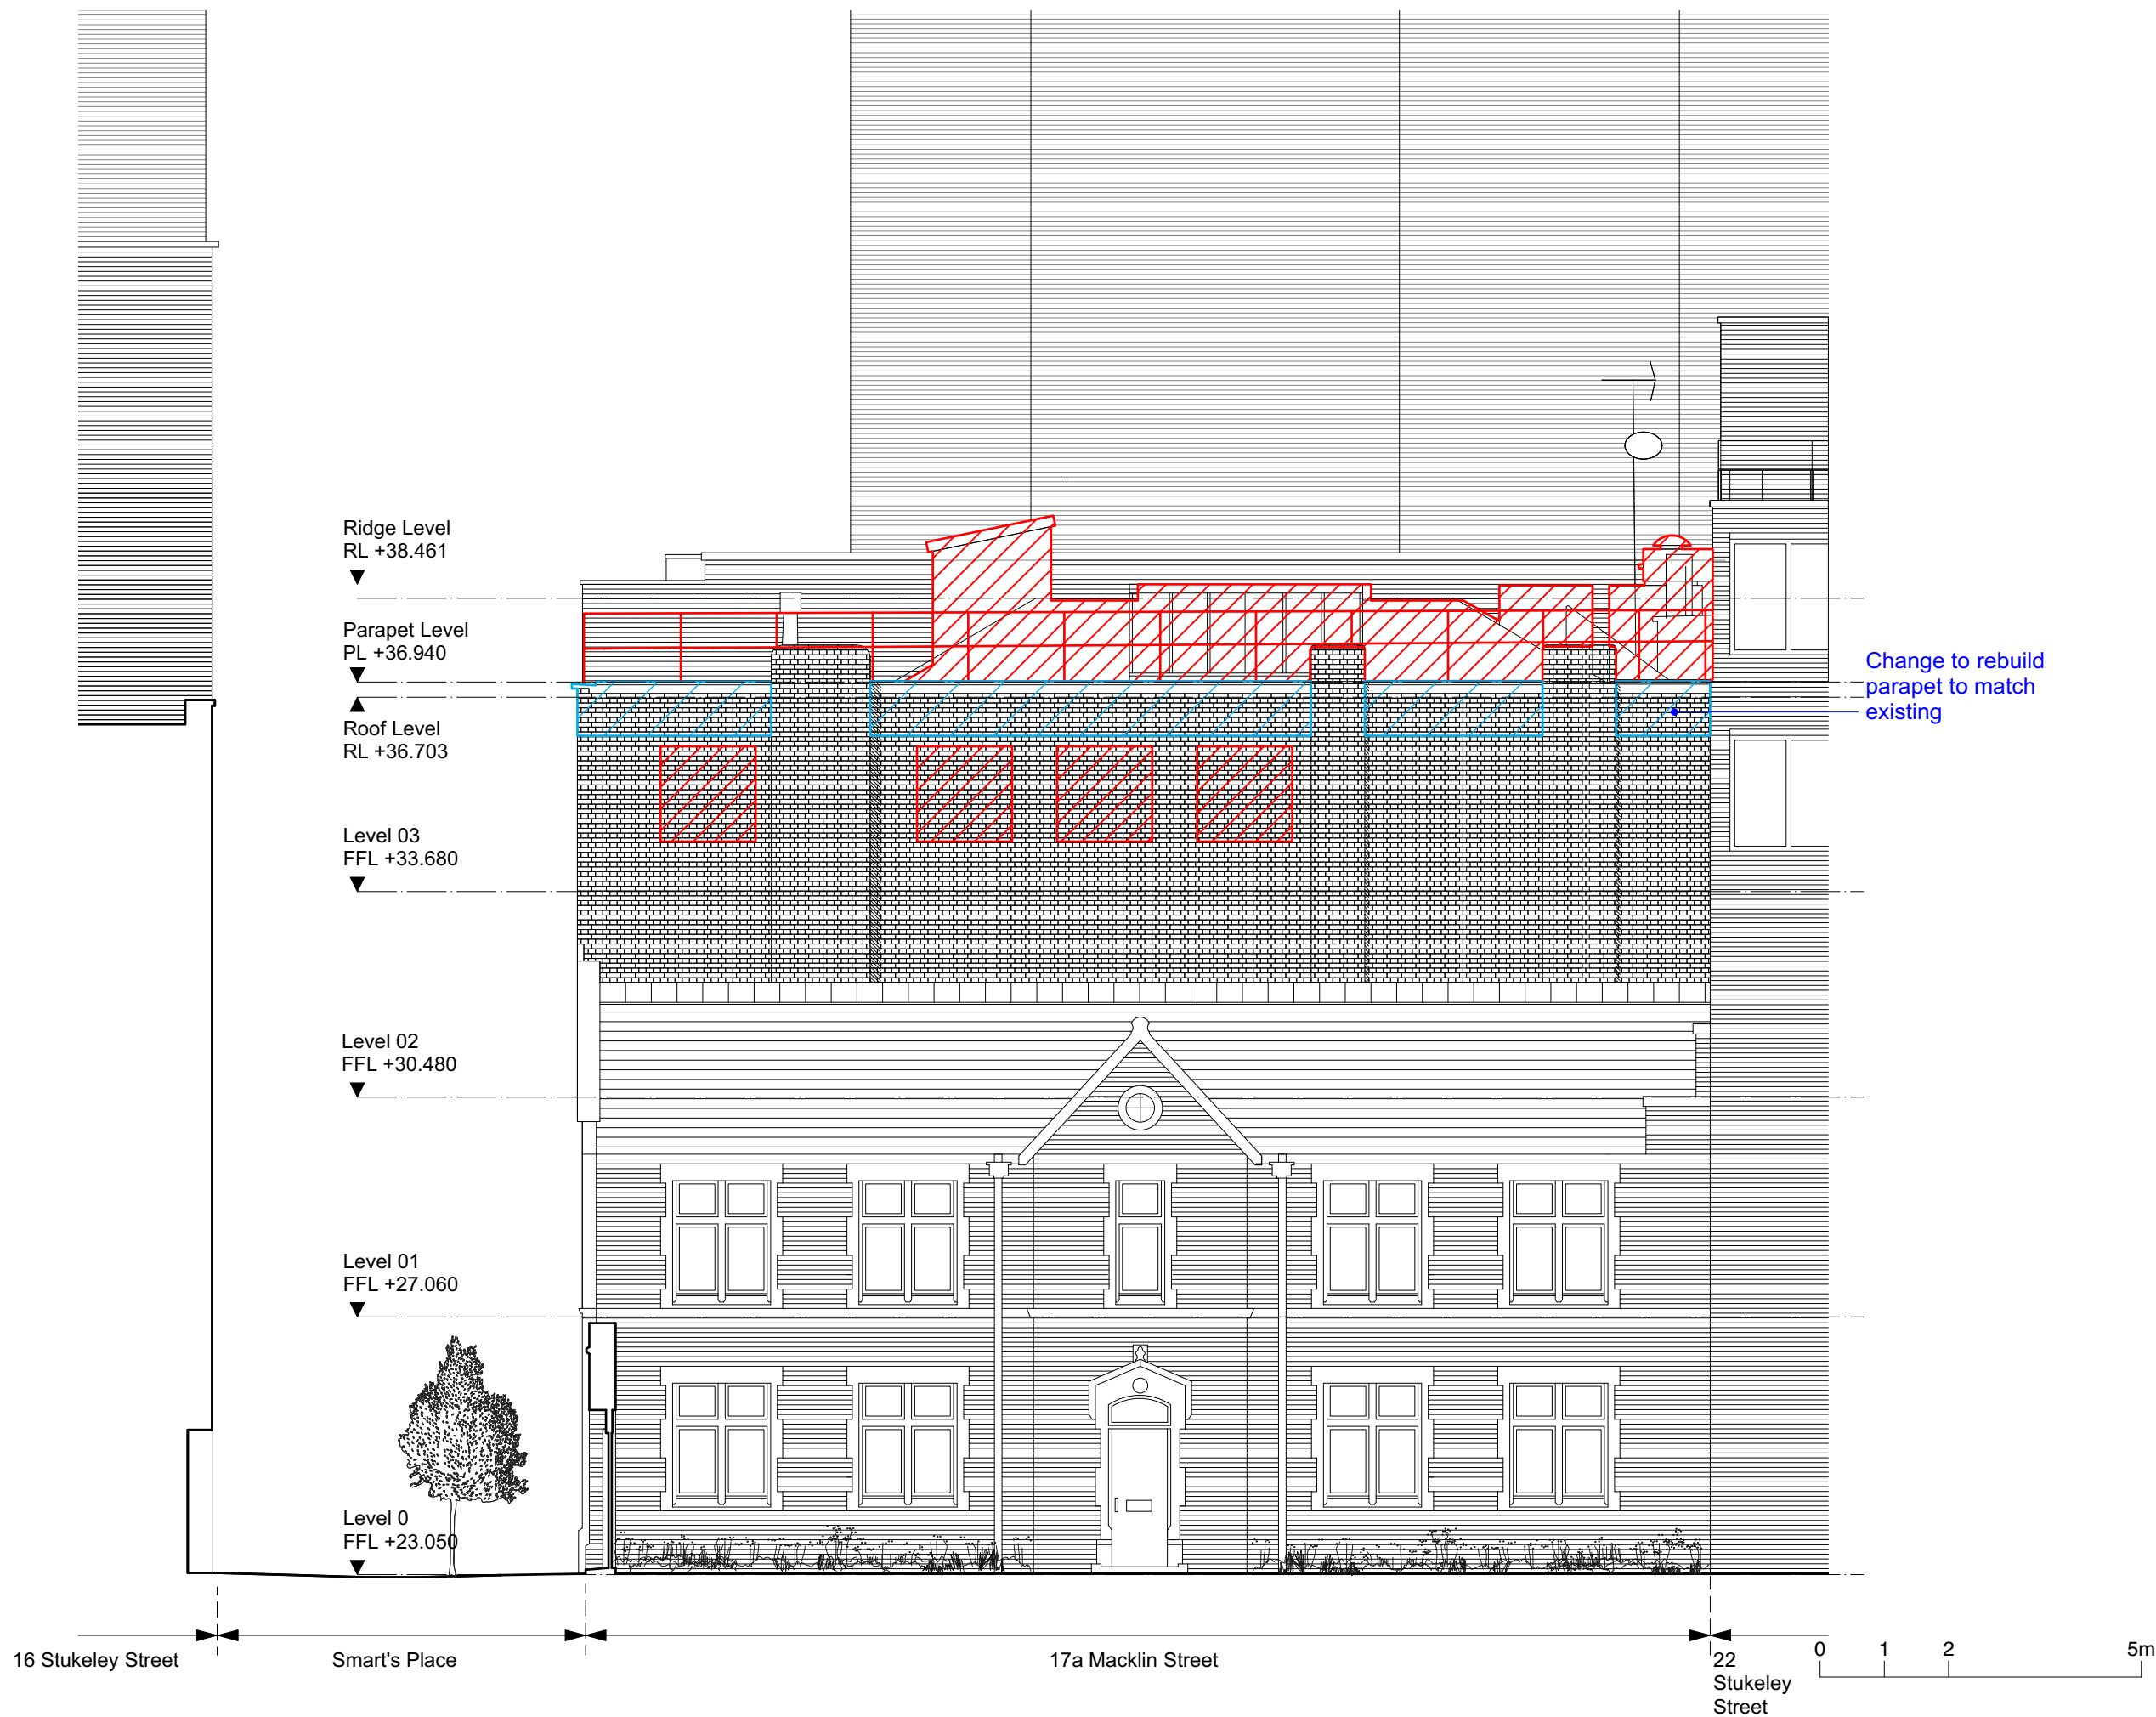 Ridge Level
RL +38.461
Parapet Level
PL +36.940
Change to rebuild
parapet to match
existing
Roof Level
RL +36.703
Level 03
FFL +33.680
Level 02
FFL +30.480
Level 01
FFL +27.060
Level 0
FFL +23.050
16 Stukeley Street
Smart's Place
17a Macklin Street
22
Stukeley
Street
0 1 2 5m